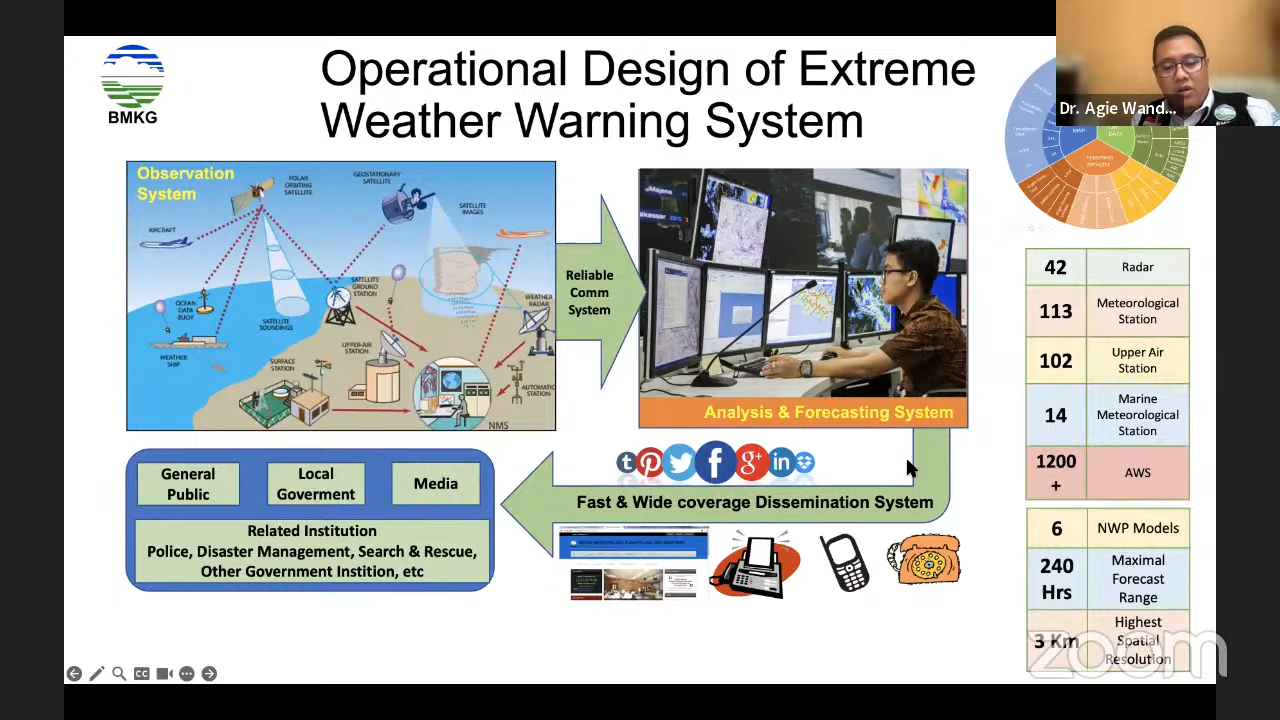 Operational Design of Extreme
Weather Warning System
BMKG
Dr. Agie Wand...
Observation
System
POLAR
ORBITING
SATELLITE
GEOSTATIONARY
SATELLITE
SATELLITE
IMAGES
AIRCRAFT
OCEAN
DATA
BUOY
SATELLITE
GROUND
STATION
SATELLITE
SOUNDINGS
WEATHER
RADAR
WEATHER
SHIP
UPPER-AIR
STATION
SURFACE
STATION
AUTOMATIC
STATION
NMS
Reliable
Comm
System
Analysis & Forecasting System
Fast & Wide coverage Dissemination System
General
Public
Local
Goverment
Media
Related Institution
Police, Disaster Management, Search & Rescue,
Other Government Instition, etc
NWP
DATA
Fenomena
42 Radar
113 Meteorological
Station
102 Upper Air
Station
14 Marine
Meteorological
Station
1200
+ AWS
6 NWP Models
240
Hrs Maximal
Forecast
Range
3 Km Highest
Spatial
Resolution
zoom